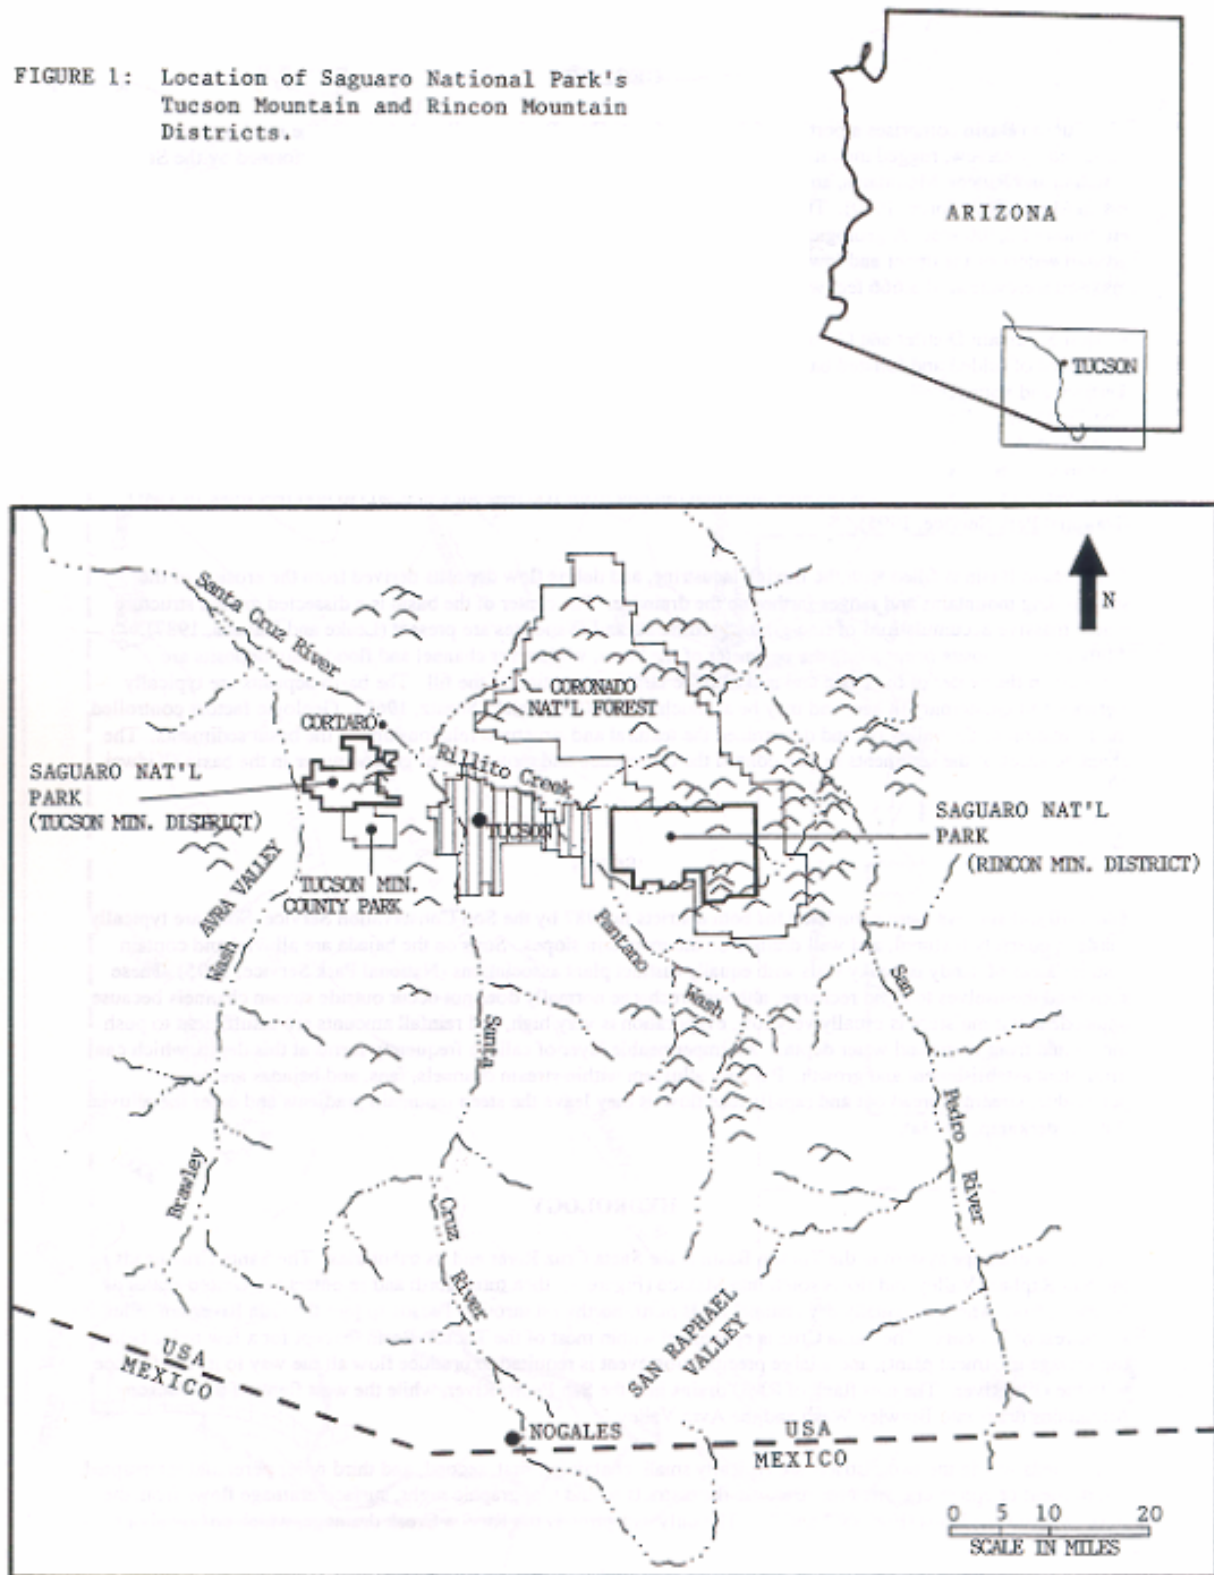 FIGURE 1: Location of Saguaro National Park's
Tucson Mountain and Rincon Mountain
Districts.
ARIZONA
TUCSON
N
Santa Cruz River
CORONADO
NAT'L FOREST
CORTARO
Rillito Creek
SAGUARO NAT'L
PARK
(TUCSON MIN. DISTRICT)
TUCSON
SAGUARO NAT'L
PARK
(RINCON MIN. DISTRICT)
TUCSON MIN.
COUNTY PARK
AVRA VALLEY
Brawley Wash
Pantano Wash
Santa Cruz River
San Pedro River
SAN RAPHAEL
VALLEY
USA
MEXICO
NOGALES
USA
MEXICO
0 5 10 20
SCALE IN MILES